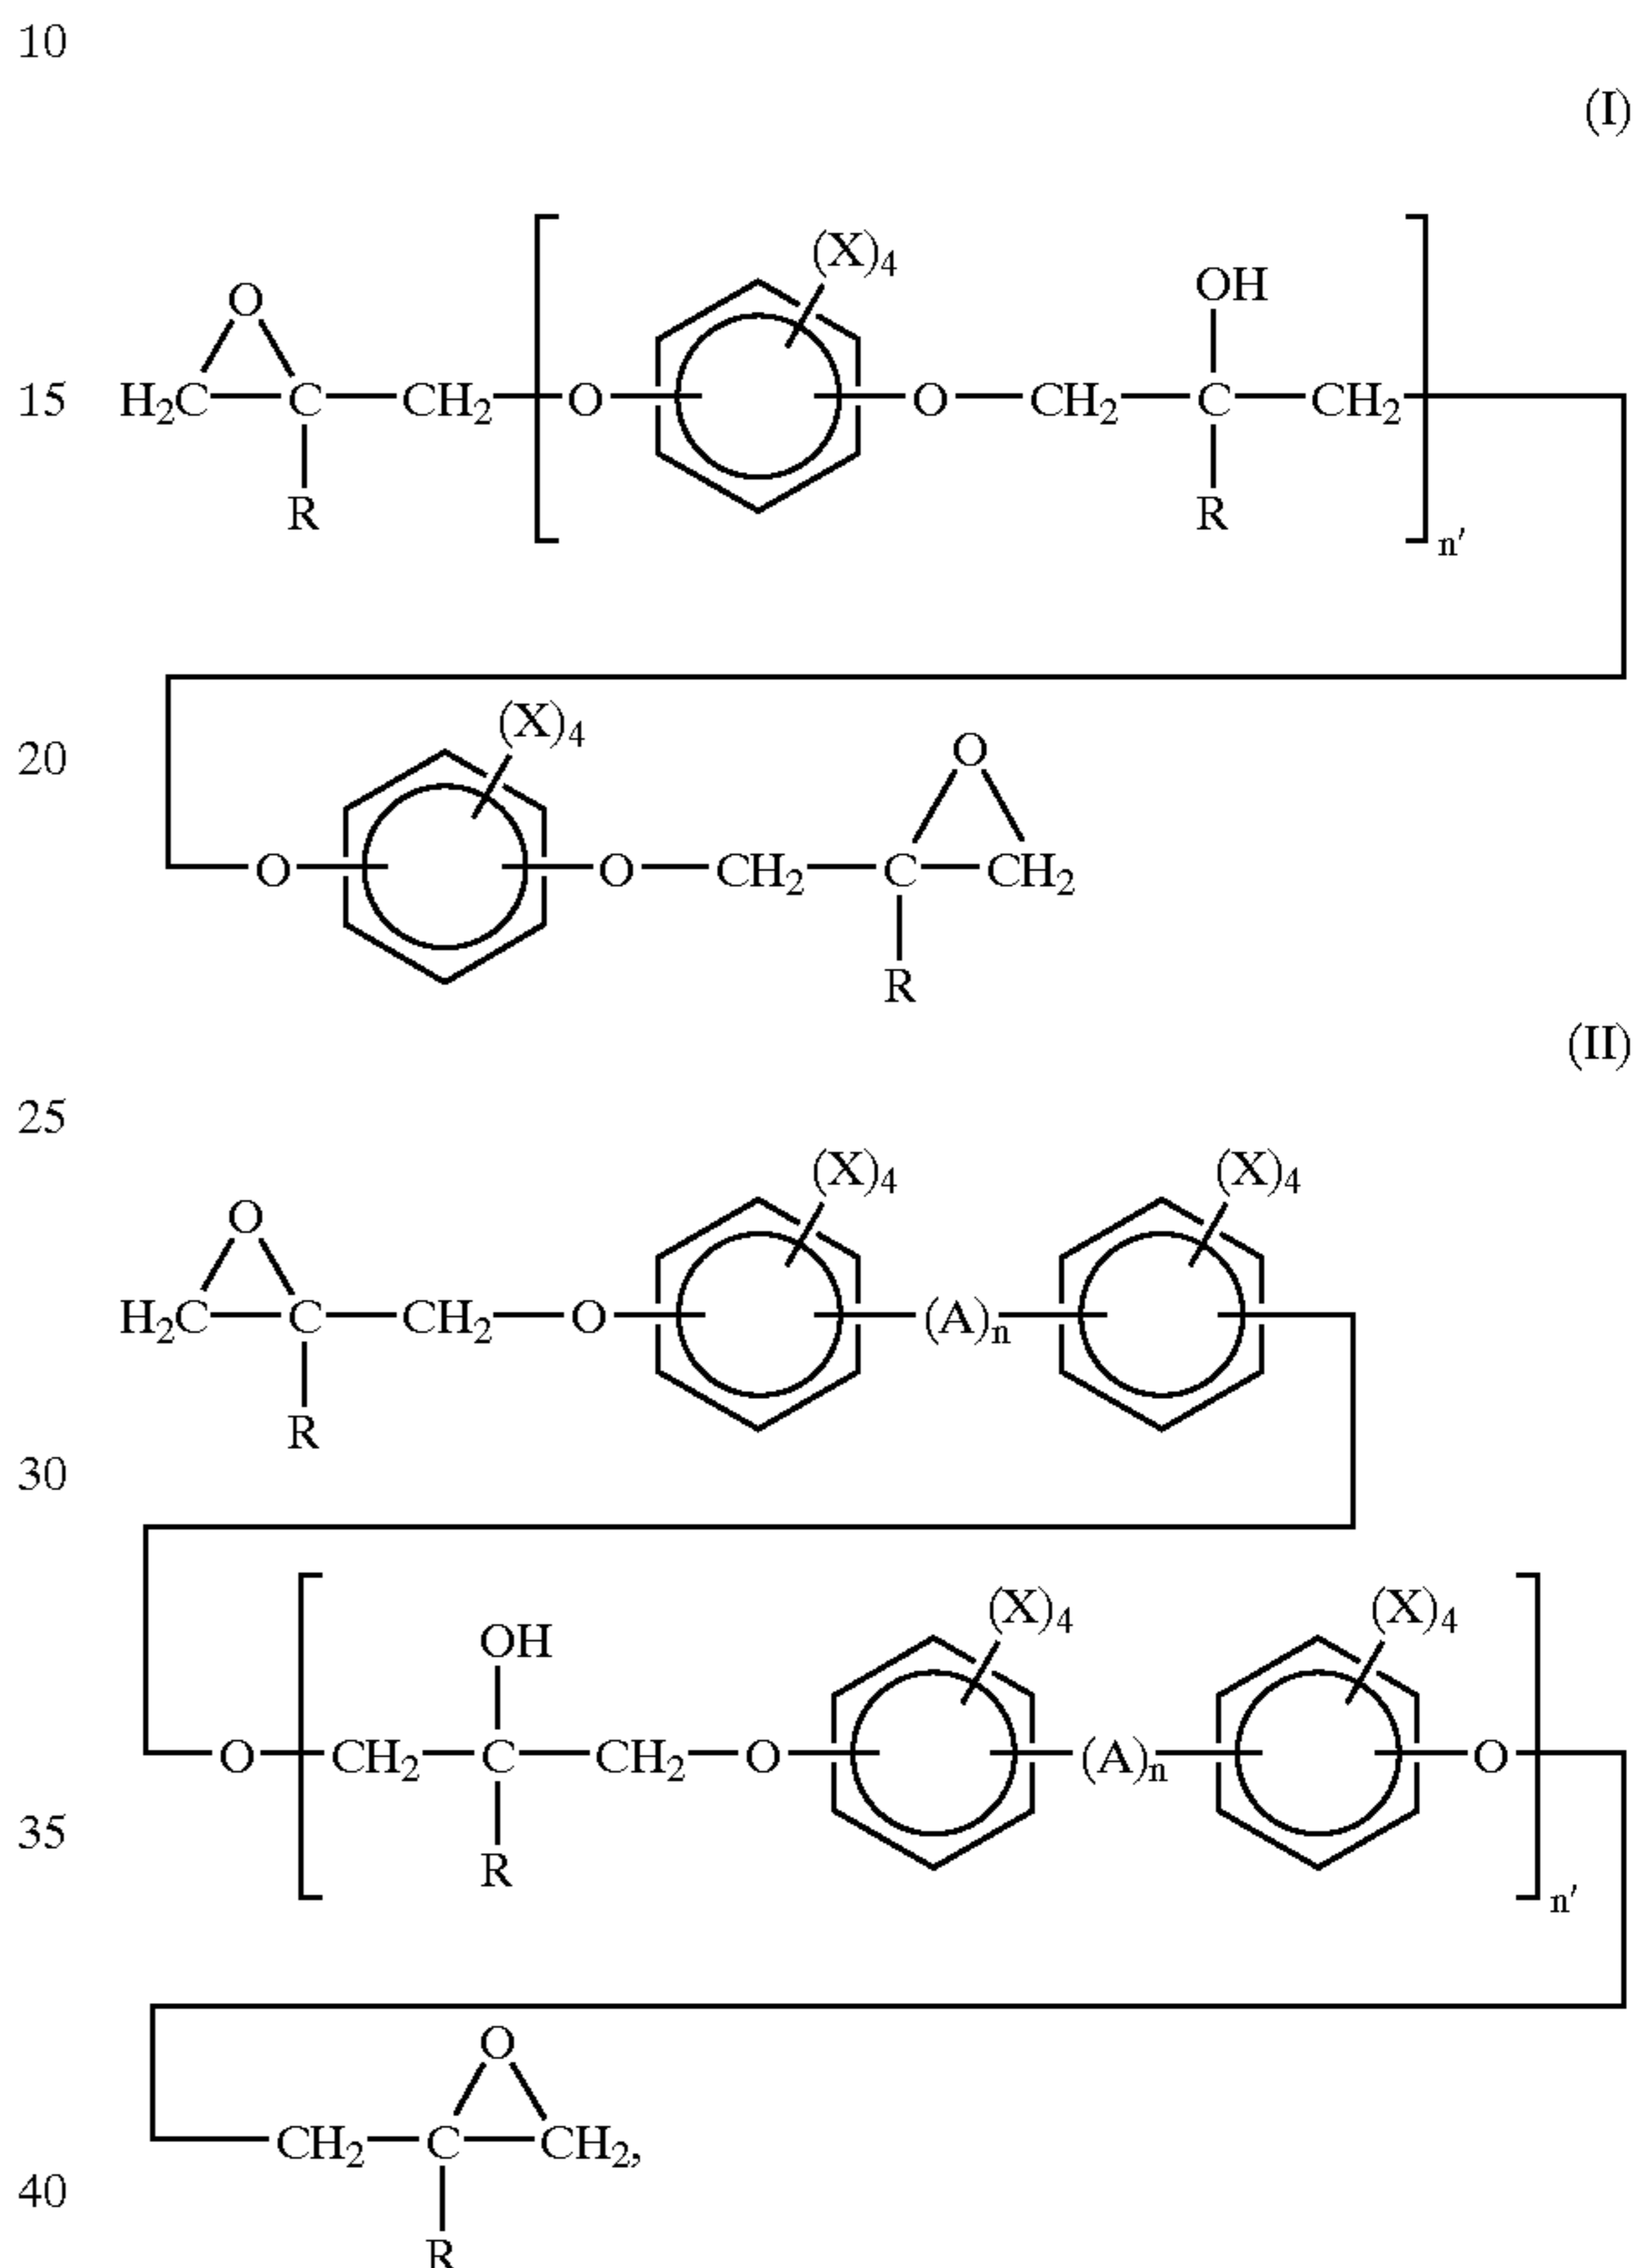 10
(I)
(X)4
O
OH
15 H2C C CH2 O O CH2 C CH2
R R
n'
(X)4
20 O
O O CH2 C CH2
R
(II)
25
(X)4 (X)4
O
H2C C CH2 O (A)n
R
30
(X)4 (X)4
OH
O CH2 C CH2 O (A)n O
35
R
n'
O
CH2 C CH2,
40
R